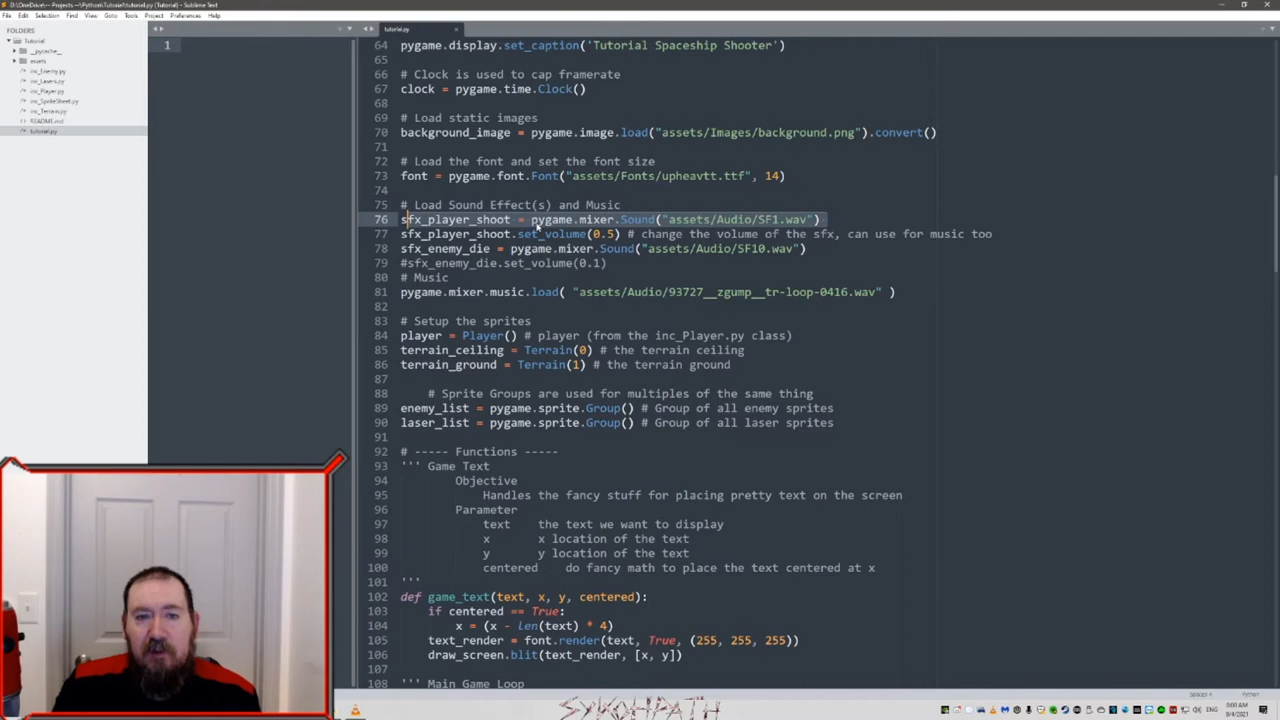 D:\OneDrive\-- Projects --\Python\Tutorial\tutorial.py (Tutorial) - Sublime Text
File Edit Selection Find View Goto Tools Project Preferences Help
FOLDERS
Tutorial
__pycache__
assets
inc_Enemy.py
inc_Lasers.py
inc_Player.py
inc_SpriteSheet.py
inc_Terrain.py
README.md
tutorial.py
1
tutorial.py
64 pygame.display.set_caption('Tutorial Spaceship Shooter')
65
66 # Clock is used to cap framerate
67 clock = pygame.time.Clock()
68
69 # Load static images
70 background_image = pygame.image.load("assets/Images/background.png").convert()
71
72 # Load the font and set the font size
73 font = pygame.font.Font("assets/Fonts/upheavtt.ttf", 14)
74
75 # Load Sound Effect(s) and Music
76 sfx_player_shoot = pygame.mixer.Sound("assets/Audio/SF1.wav")
77 sfx_player_shoot.set_volume(0.5) # change the volume of the sfx, can use for music too
78 sfx_enemy_die = pygame.mixer.Sound("assets/Audio/SF10.wav")
79 #sfx_enemy_die.set_volume(0.1)
80 # Music
81 pygame.mixer.music.load( "assets/Audio/93727__zgump__tr-loop-0416.wav" )
82
83 # Setup the sprites
84 player = Player() # player (from the inc_Player.py class)
85 terrain_ceiling = Terrain(0) # the terrain ceiling
86 terrain_ground = Terrain(1) # the terrain ground
87
88 # Sprite Groups are used for multiples of the same thing
89 enemy_list = pygame.sprite.Group() # Group of all enemy sprites
90 laser_list = pygame.sprite.Group() # Group of all laser sprites
91
92 # ----- Functions -----
93 ''' Game Text
94 Objective
95 Handles the fancy stuff for placing pretty text on the screen
96 Parameter
97 text the text we want to display
98 x x location of the text
99 y y location of the text
100 centered do fancy math to place the text centered at x
101 '''
102 def game_text(text, x, y, centered):
103 if centered == True:
104 x = (x - len(text) * 4)
105 text_render = font.render(text, True, (255, 255, 255))
106 draw_screen.blit(text_render, [x, y])
107
108 ''' Main Game Loop
Spaces: 4 Python
ENG
8/4/2021